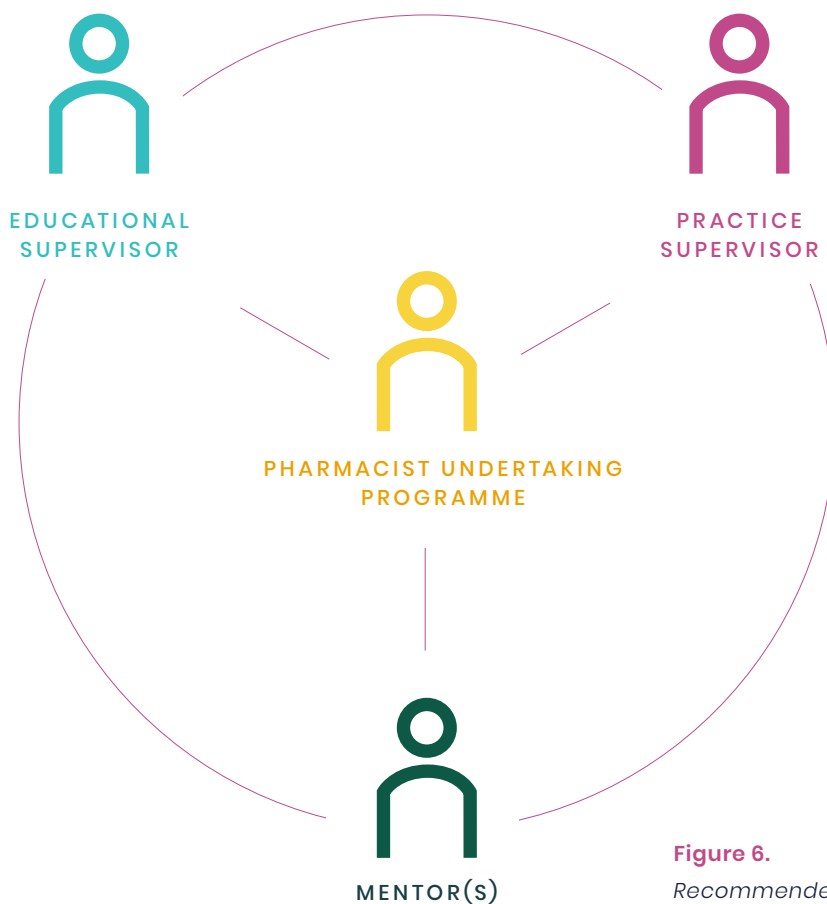 EDUCATIONAL
SUPERVISOR
PRACTICE
SUPERVISOR
PHARMACIST UNDERTAKING
PROGRAMME
MENTOR(S)
Figure 6.